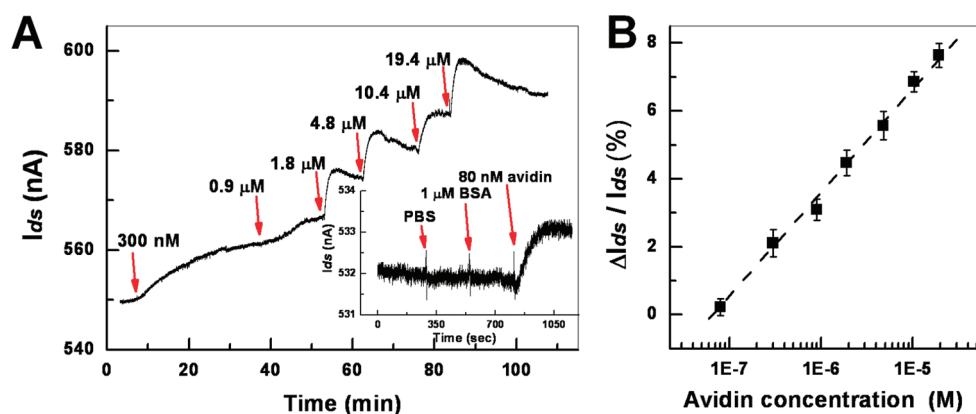 A
600
580
560
540
Ids (nA)
0
20
40
60
80
100
Time (min)
300 nM
0.9 μM
1.8 μM
4.8 μM
10.4 μM
19.4 μM
534
533
532
531
Ids (nA)
0
350
700
1050
Time (sec)
PBS
1 μM BSA
80 nM avidin
B
8
6
4
2
0
ΔIds / Ids (%)
1E-7
1E-6
1E-5
Avidin concentration (M)